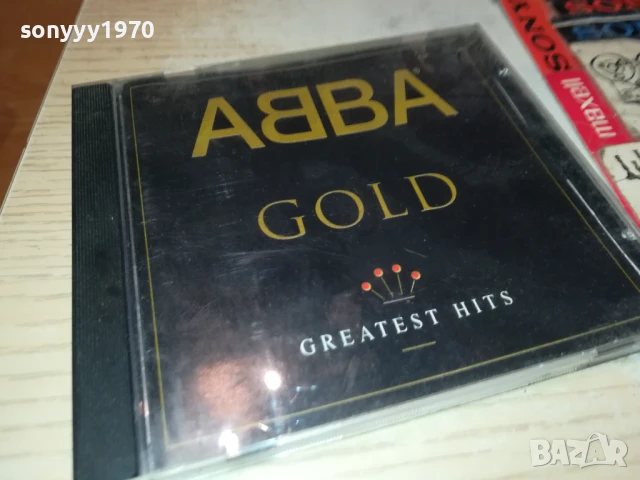 sonyyy1970
ABBA
GOLD
GREATEST HITS
SONY
maxell
BAZAR